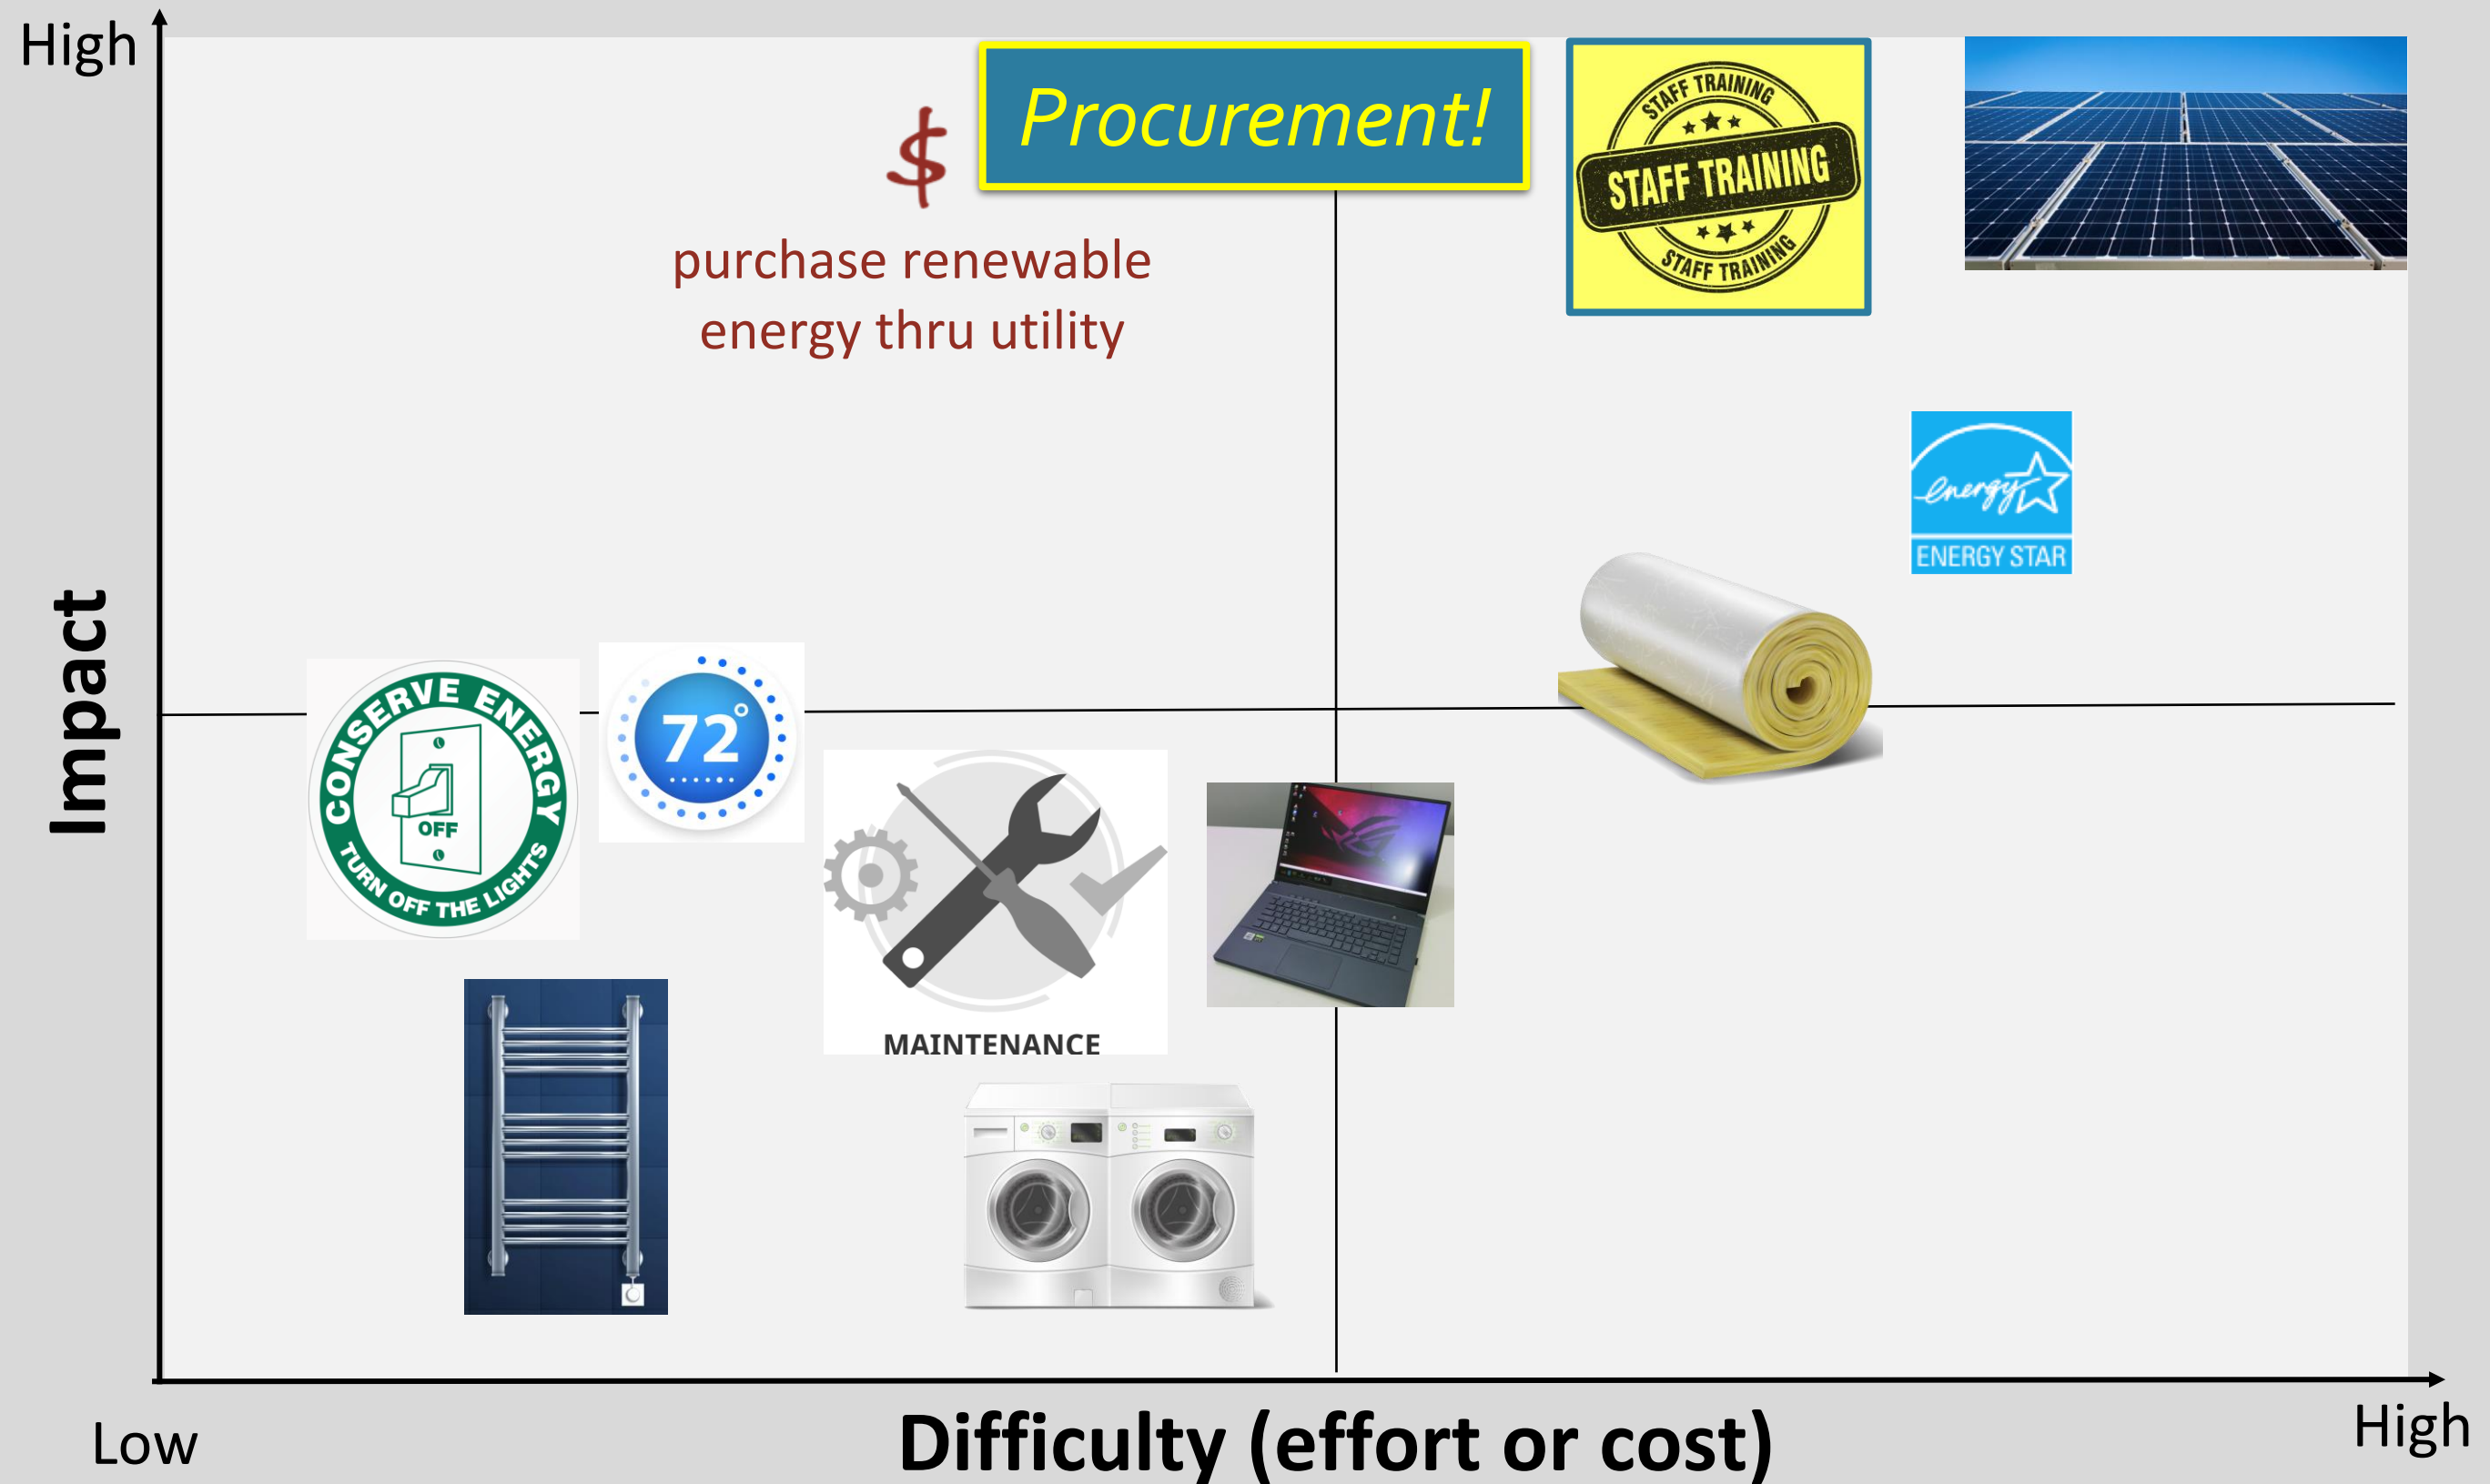 High
Procurement!
$
purchase renewable
energy thru utility
STAFF TRAINING
STAFF TRAINING
STAFF TRAINING
energy
ENERGY STAR
Impact
CONSERVE ENERGY
OFF
TURN OFF THE LIGHTS
72°
MAINTENANCE
Low
Difficulty (effort or cost)
High